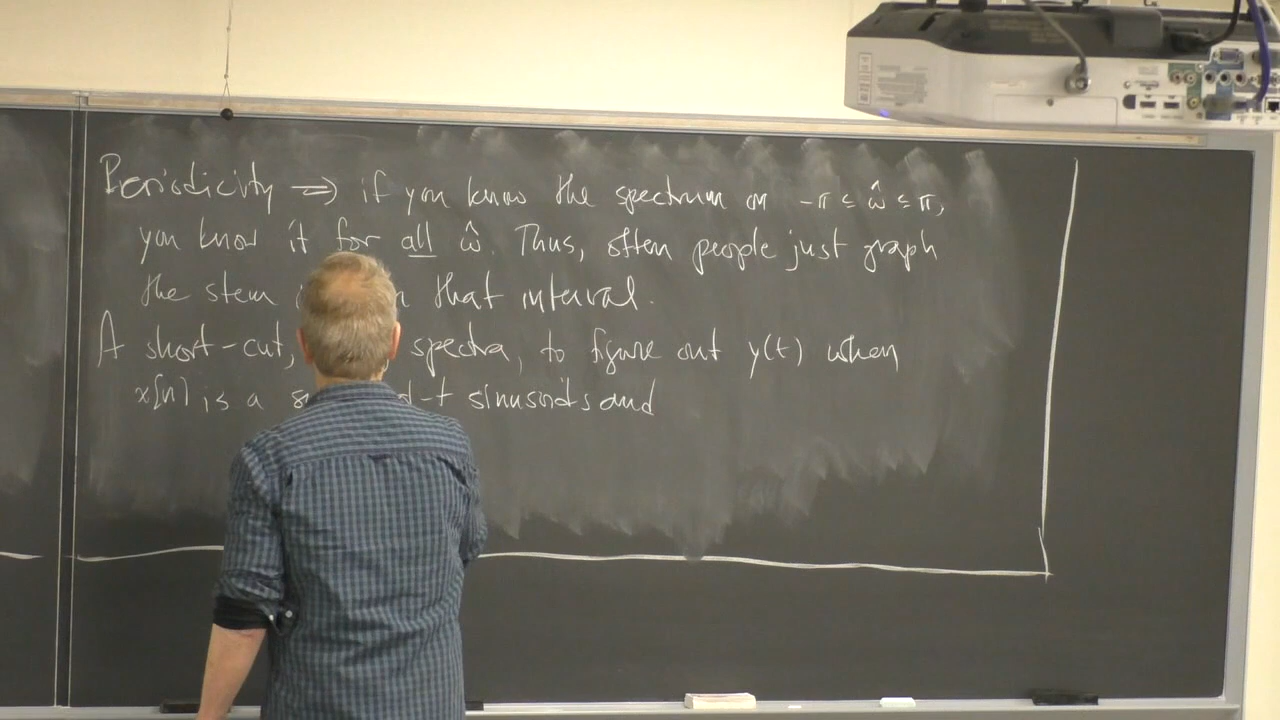 Periodicity ⇒ if you know the spectrum on -π ≤ ω̂ ≤ π,
you know it for all ω̂. Thus, often people just graph
the stem that interval.
A short-cut, spectra, to figure out y(t) when
x[n] is a d-t sinusoids and